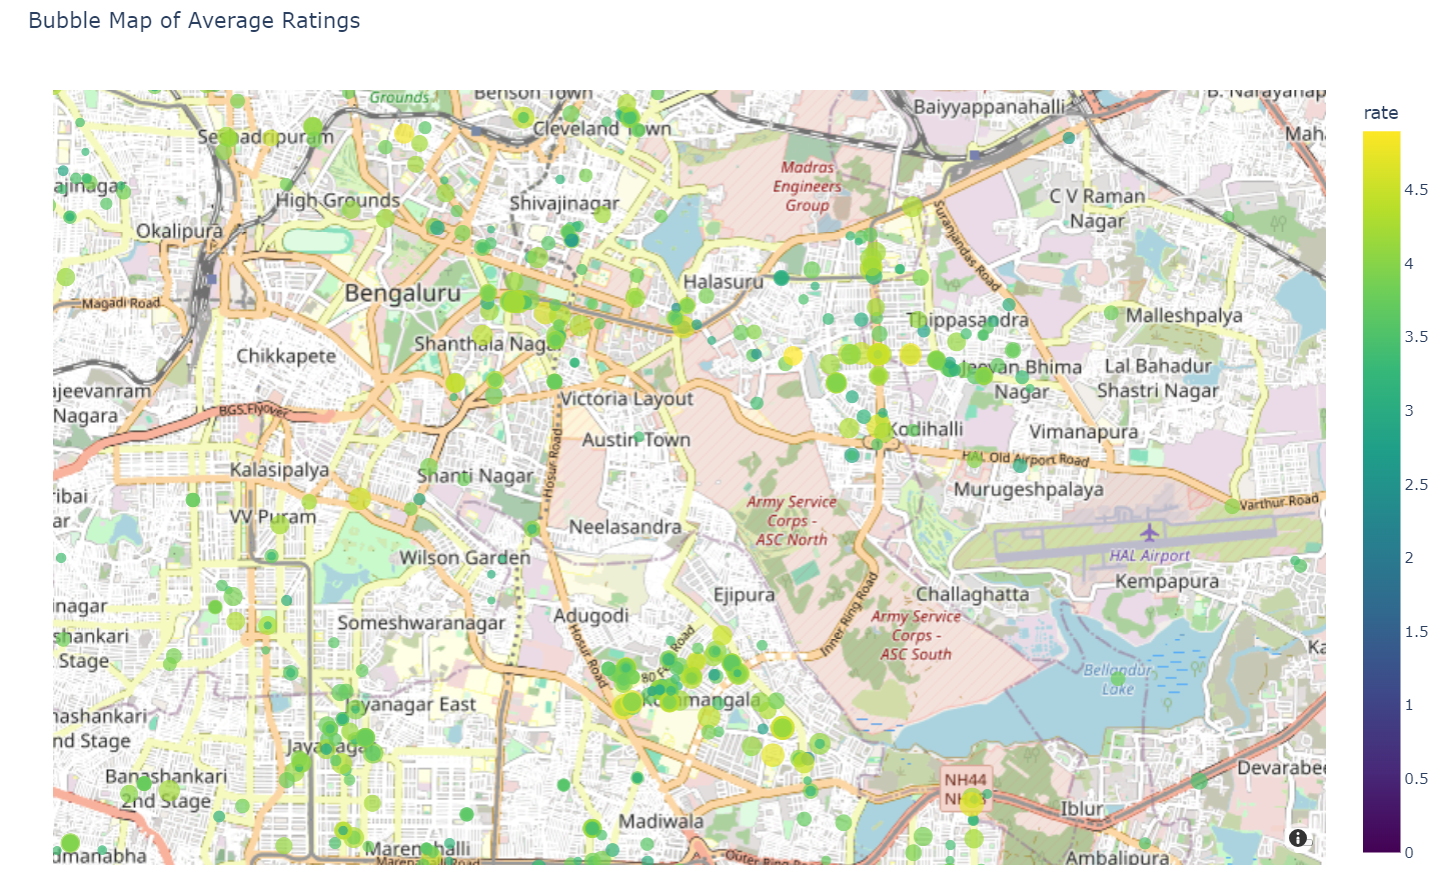 Bubble Map of Average Ratings
Grounds
Benson Town
Baiyyappanahalli
rate
Cleveland Town
Seshadripuram
Madras
Engineers
Group
ajinagar
High Grounds
Shivajinagar
C V Raman
Nagar
4.5
Okalipura
Suranjandas Road
4
Halasuru
Bengaluru
Magadi Road
Thippasandra
Malleshpalya
3.5
Shanthala Nagar
Chikkapete
Jeevan Bhima
Nagar
Lal Bahadur
Shastri Nagar
ajeevanram
Nagara
BGS Flyover
Victoria Layout
3
Austin Town
Kodihalli
Vimanapura
HAL Old Airport Road
Kalasipalya
Shanti Nagar
Hosur Road
Murugeshpalaya
2.5
ribai
ar
VV Puram
Army Service
Corps -
ASC North
Varthur Road
Neelasandra
Wilson Garden
HAL Airport
2
Kempapura
Ejipura
Challaghatta
inagar
Adugodi
Someshwaranagar
Inner Ring Road
Army Service
Corps -
ASC South
1.5
shankari
Stage
Hosur Road
Ka
80 Feet Road
Bellandur
Lake
Koramangala
Jayanagar East
1
nashankari
nd Stage
Jayanagar
Devarabee
Banashankari
2nd Stage
NH44
0.5
Iblur
Madiwala
Marenahalli
Marenahalli Road
dmanabha
Outer Ring
Ambalipura
0